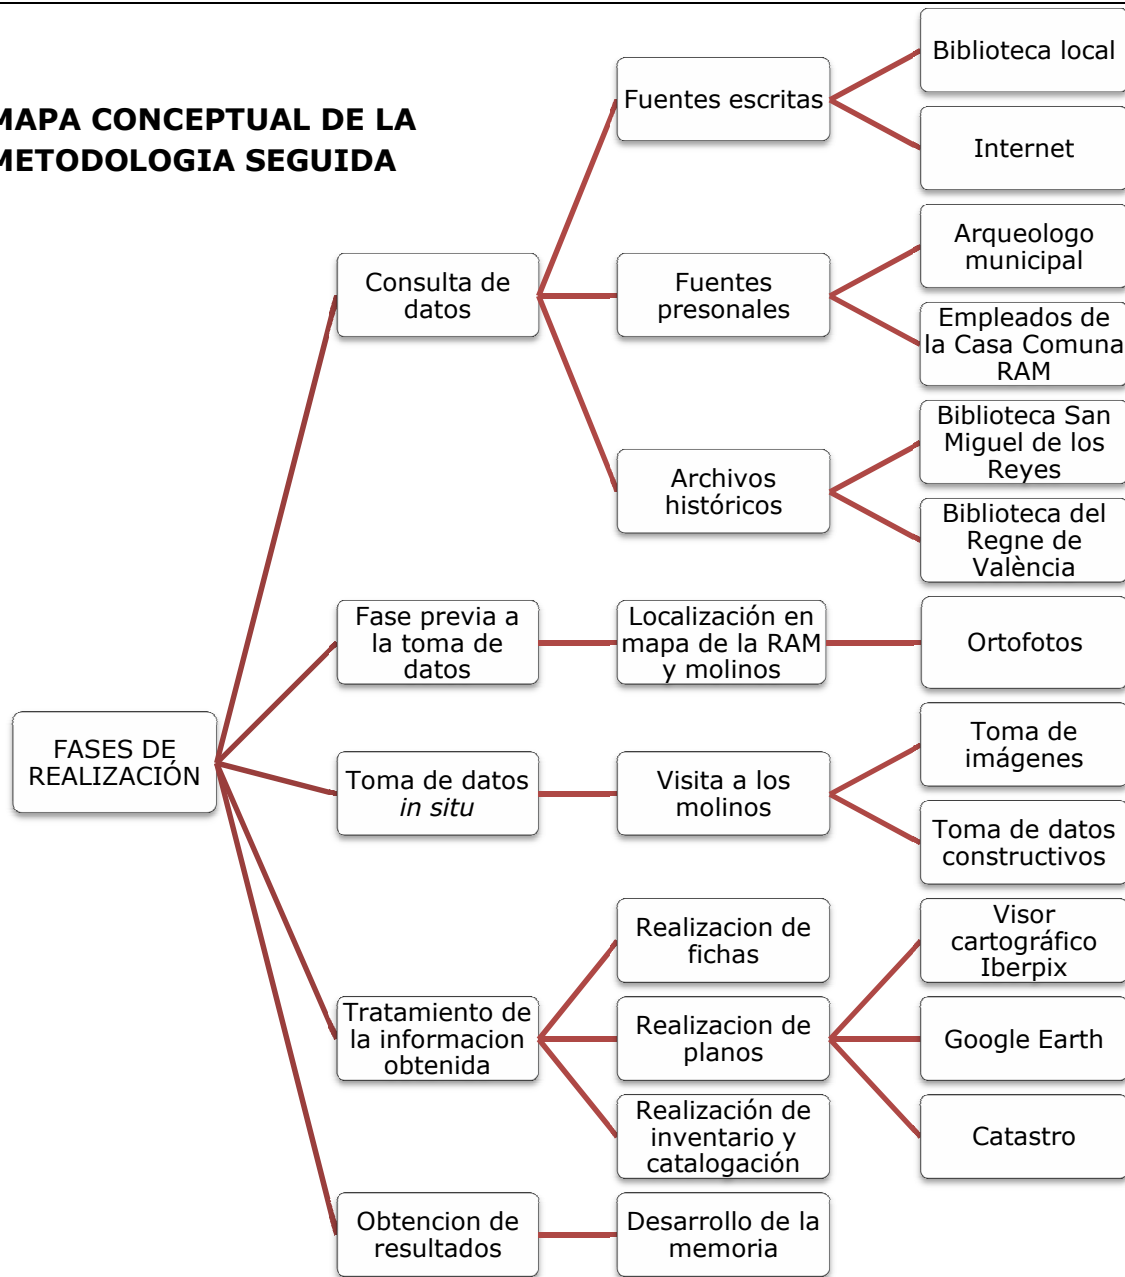 MAPA CONCEPTUAL DE LA
METODOLOGIA SEGUIDA
FASES DE
REALIZACIÓN
Consulta de
datos
Fuentes escritas
Biblioteca local
Internet
Fuentes
presonales
Arqueologo
municipal
Empleados de
la Casa Comuna
RAM
Archivos
históricos
Biblioteca San
Miguel de los
Reyes
Biblioteca del
Regne de
València
Fase previa a
la toma de
datos
Localización en
mapa de la RAM
y molinos
Ortofotos
Toma de datos
in situ
Visita a los
molinos
Toma de
imágenes
Toma de datos
constructivos
Tratamiento de
la informacion
obtenida
Realizacion de
fichas
Realizacion de
planos
Visor
cartográfico
Iberpix
Google Earth
Catastro
Realización de
inventario y
catalogación
Obtencion de
resultados
Desarrollo de la
memoria